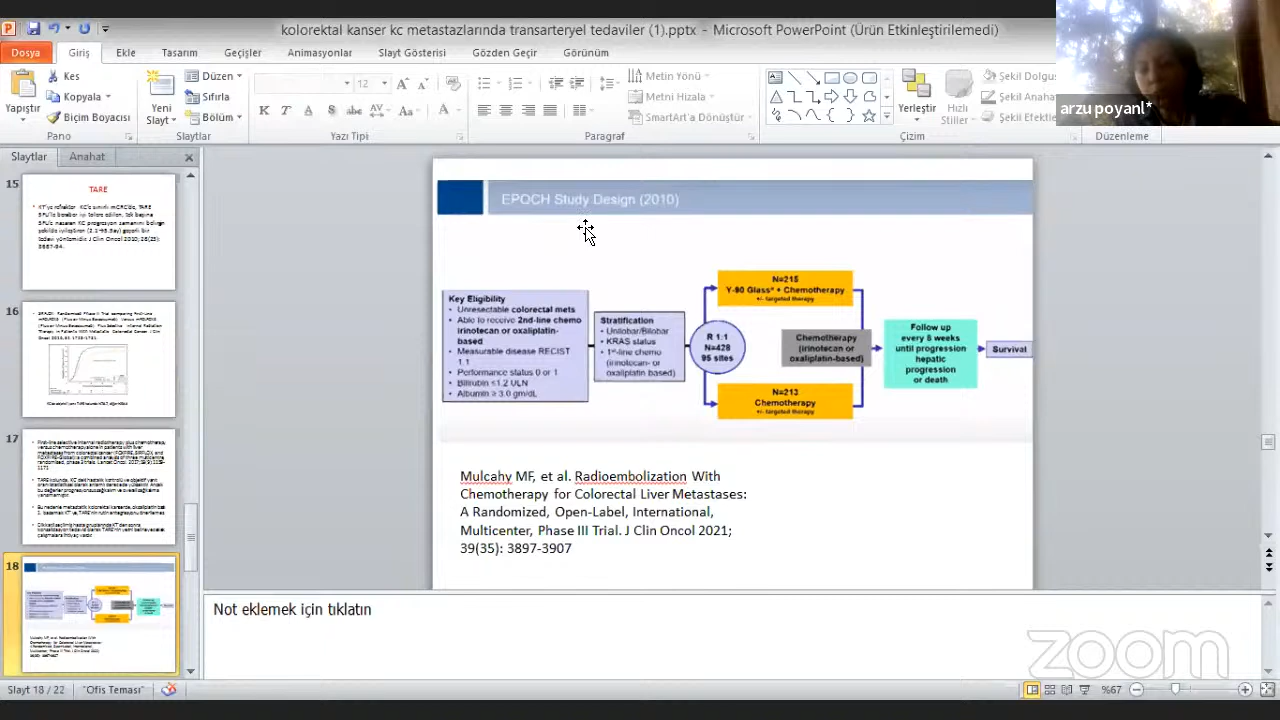 kolorektal kanser kc metastazlarında transarteryel tedaviler (1).pptx - Microsoft PowerPoint (Ürün Etkinleştirilemedi)
Dosya Giriş Ekle Tasarım Geçişler Animasyonlar Slayt Gösterisi Gözden Geçir Görünüm
arzu poyanl*
Yapıştır
Kes
Kopyala
Biçim Boyacısı
Pano
Yeni
Slayt
Düzen
Sıfırla
Bölüm
Slaytlar
12
Yazı Tipi
Metin Yönü
Metni Hizala
SmartArt'a Dönüştür
Paragraf
Yerleştir
Hızlı
Stiller
Şekil Dolgus
Şekil Anaha
Şekil Efektle
Çizim
Düzenleme
Slaytlar Anahat
15
TARE
16
17
18
EPOCH Study Design (2010)
Key Eligibility
• Unresectable colorectal mets
• Able to receive 2nd-line chemo
irinotecan or oxaliplatin-
based
• Measurable disease RECIST
1.1
• Performance status 0 or 1
• Bilirubin ≤1.2 ULN
• Albumin ≥ 3.0 gm/dL
Stratification
• Unilobar/Bilobar
• KRAS status
• 1st-line chemo
(irinotecan- or
oxaliplatin based)
R 1:1
N=428
95 sites
N=215
Y-90 Glass* + Chemotherapy
+/- targeted therapy
Chemotherapy
(irinotecan or
oxaliplatin-based)
N=213
Chemotherapy
+/- targeted therapy
Follow up
every 8 weeks
until progression
hepatic
progression
or death
Survival
Mulcahy MF, et al. Radioembolization With
Chemotherapy for Colorectal Liver Metastases:
A Randomized, Open-Label, International,
Multicenter, Phase III Trial. J Clin Oncol 2021;
39(35): 3897-3907
Not eklemek için tıklatın
zoom
Slayt 18 / 22 "Ofis Teması" %67